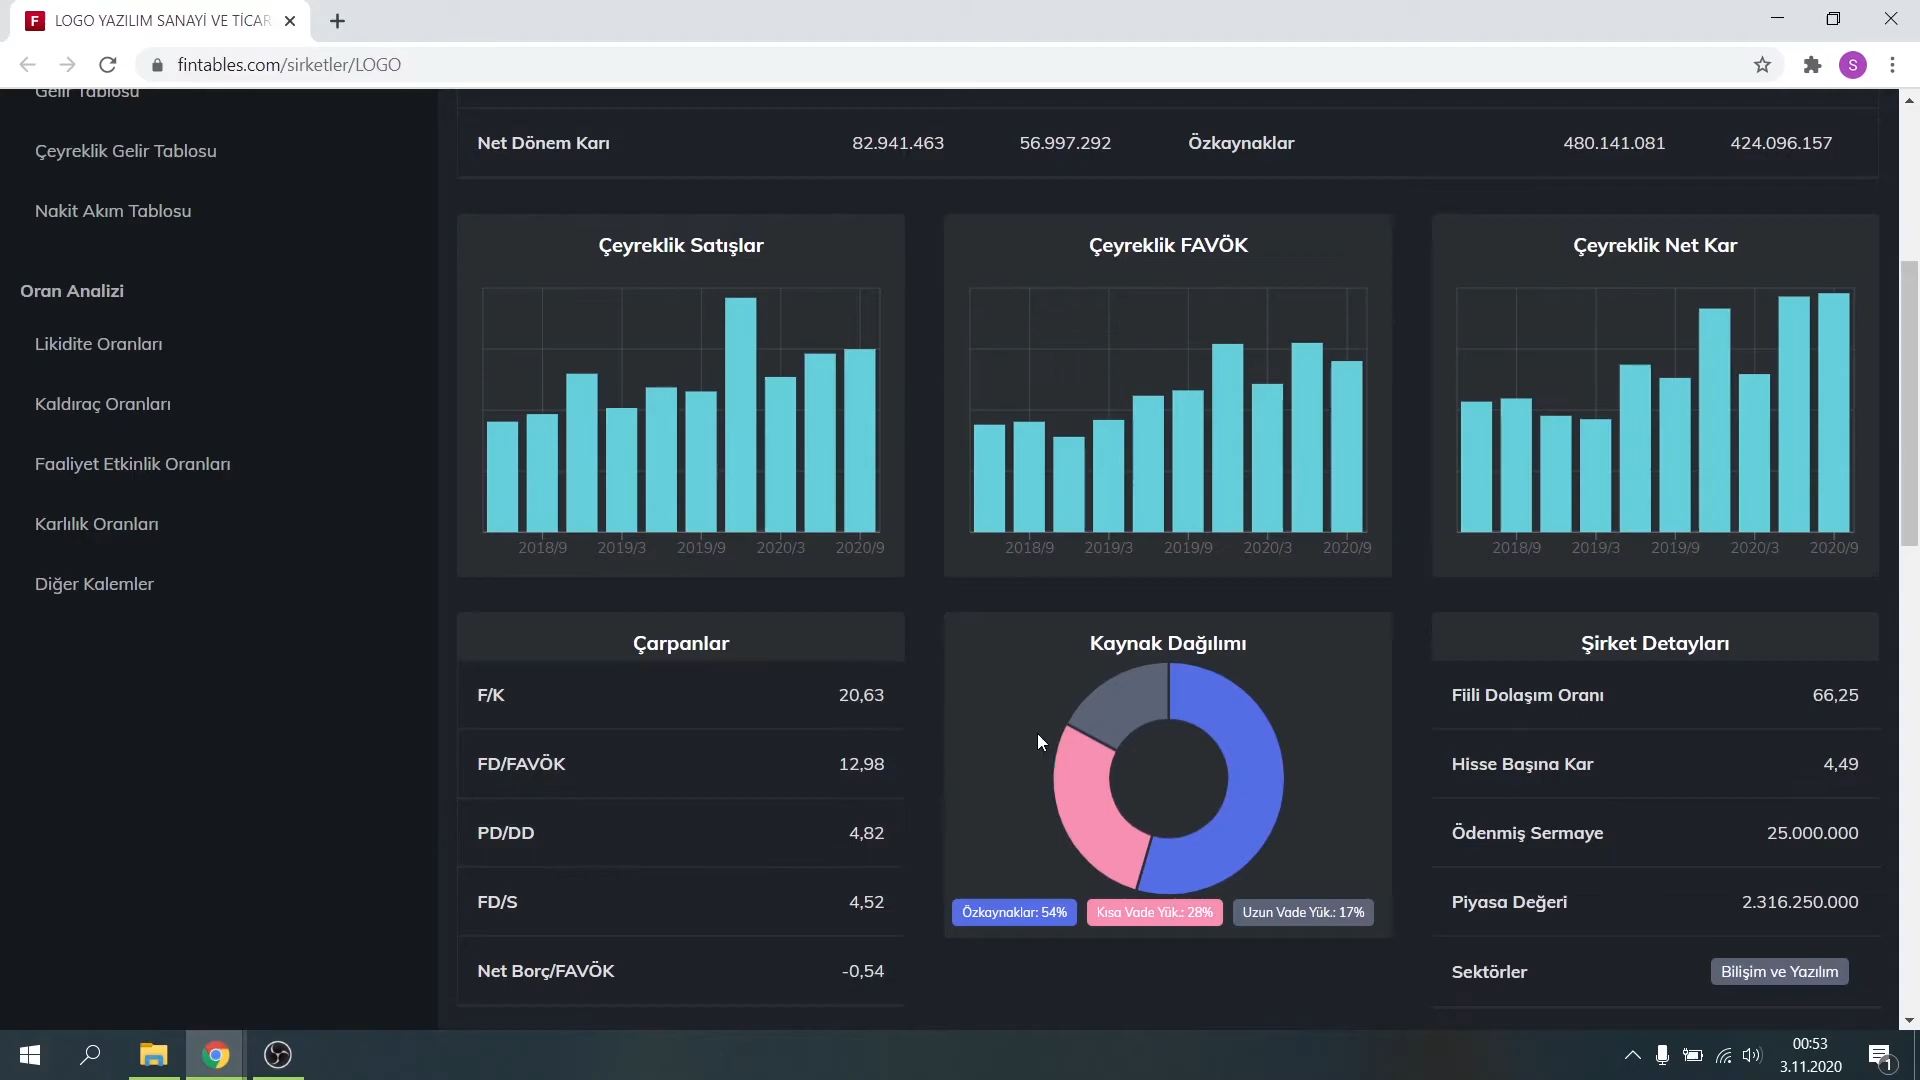 F LOGO YAZILIM SANAYİ VE TİCAR
fintables.com/sirketler/LOGO
S
Gelir Tablosu
Çeyreklik Gelir Tablosu
Nakit Akım Tablosu
Oran Analizi
Likidite Oranları
Kaldıraç Oranları
Faaliyet Etkinlik Oranları
Karlılık Oranları
Diğer Kalemler
Net Dönem Karı 82.941.463 56.997.292 Özkaynaklar 480.141.081 424.096.157
Çeyreklik Satışlar
2018/9 2019/3 2019/9 2020/3 2020/9
Çeyreklik FAVÖK
2018/9 2019/3 2019/9 2020/3 2020/9
Çeyreklik Net Kar
2018/9 2019/3 2019/9 2020/3 2020/9
Çarpanlar
F/K 20,63
FD/FAVÖK 12,98
PD/DD 4,82
FD/S 4,52
Net Borç/FAVÖK -0,54
Kaynak Dağılımı
Özkaynaklar: 54% Kısa Vade Yük.: 28% Uzun Vade Yük.: 17%
Şirket Detayları
Fiili Dolaşım Oranı 66,25
Hisse Başına Kar 4,49
Ödenmiş Sermaye 25.000.000
Piyasa Değeri 2.316.250.000
Sektörler Bilişim ve Yazılım
00:53
3.11.2020
1